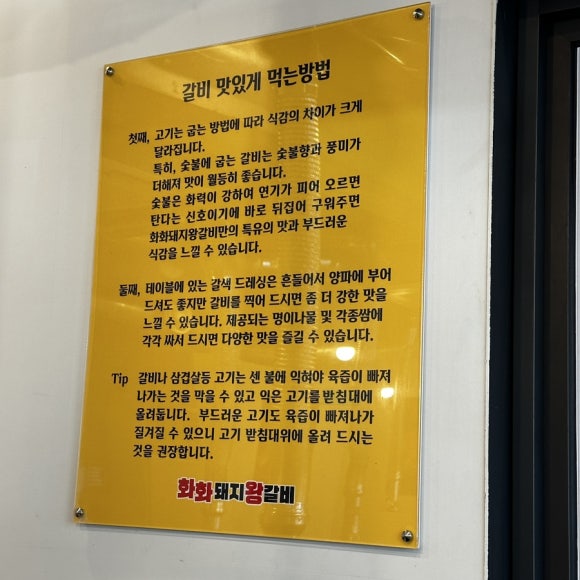 갈비 맛있게 먹는방법
첫째, 고기는 굽는 방법에 따라 식감의 차이가 크게
달라집니다.
특히, 숯불에 굽는 갈비는 숯불향과 풍미가
더해져 맛이 월등히 좋습니다.
숯불은 화력이 강하여 연기가 피어 오르면
탄다는 신호이기에 바로 뒤집어 구워주면
화화돼지왕갈비만의 특유의 맛과 부드러운
식감을 느낄 수 있습니다.
둘째, 테이블에 있는 갈색 드레싱은 흔들어서 양파에 부어
드셔도 좋지만 갈비를 찍어 드시면 좀 더 강한 맛을
느낄 수 있습니다. 제공되는 명이나물 및 각종쌈에
각각 싸서 드시면 다양한 맛을 즐길 수 있습니다.
Tip 갈비나 삼겹살등 고기는 센 불에 익혀야 육즙이 빠져
나가는 것을 막을 수 있고 익은 고기를 받침대에
올려둡니다. 부드러운 고기도 육즙이 빠져나가
질겨질 수 있으니 고기 받침대위에 올려 드시는
것을 권장합니다.
화화돼지왕갈비